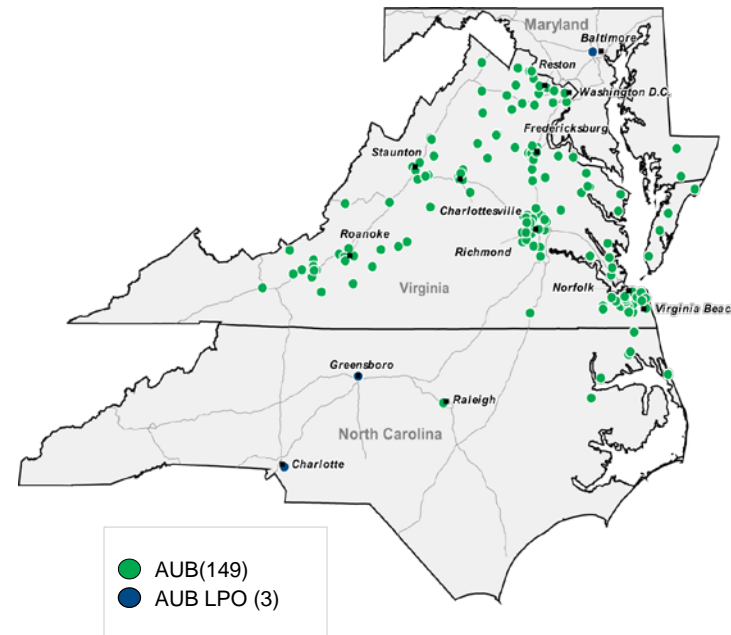 Maryland
Baltimore
Reston
Washington D.C.
Fredericksburg
Staunton
Charlottesville
Roanoke
Richmond
Virginia
Norfolk
Virginia Beach
Greensboro
Raleigh
North Carolina
Charlotte
AUB(149)
AUB LPO (3)